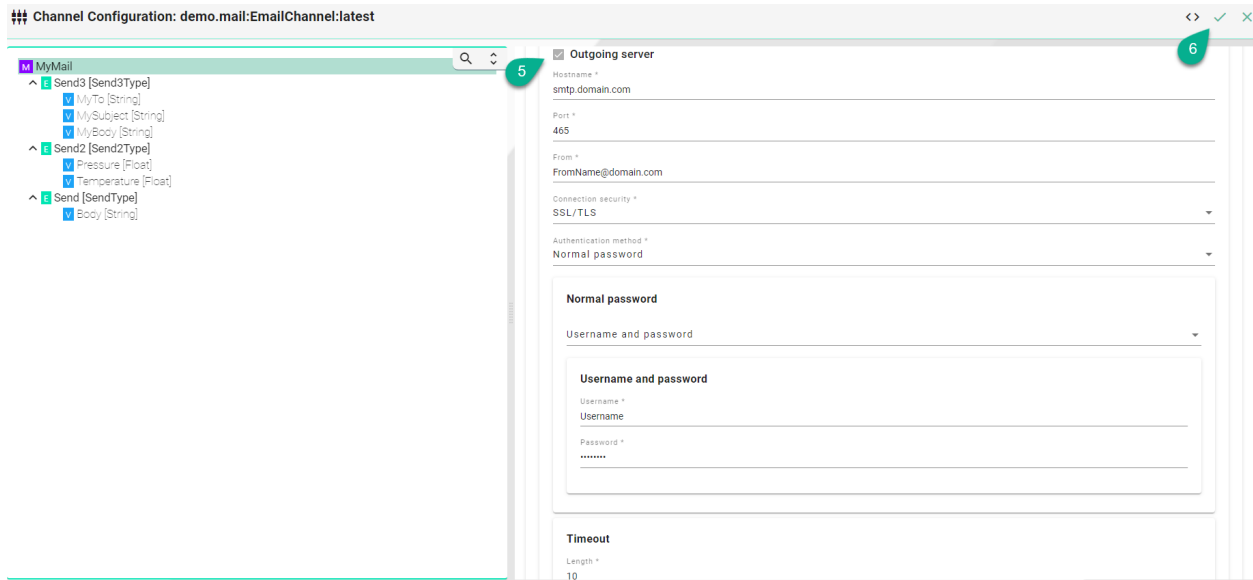 Channel Configuration: demo.mail:EmailChannel:latest
<>
6
M MyMail
E Send3 [Send3Type]
V MyTo [String]
V MySubject [String]
V MyBody [String]
E Send2 [Send2Type]
V Pressure [Float]
V Temperature [Float]
E Send [SendType]
V Body [String]
5
Outgoing server
Hostname *
smtp.domain.com
Port *
465
From *
FromName@domain.com
Connection security *
SSL/TLS
Authentication method *
Normal password
Normal password
Username and password
Username and password
Username *
Username
Password *
••••••••
Timeout
Length *
10